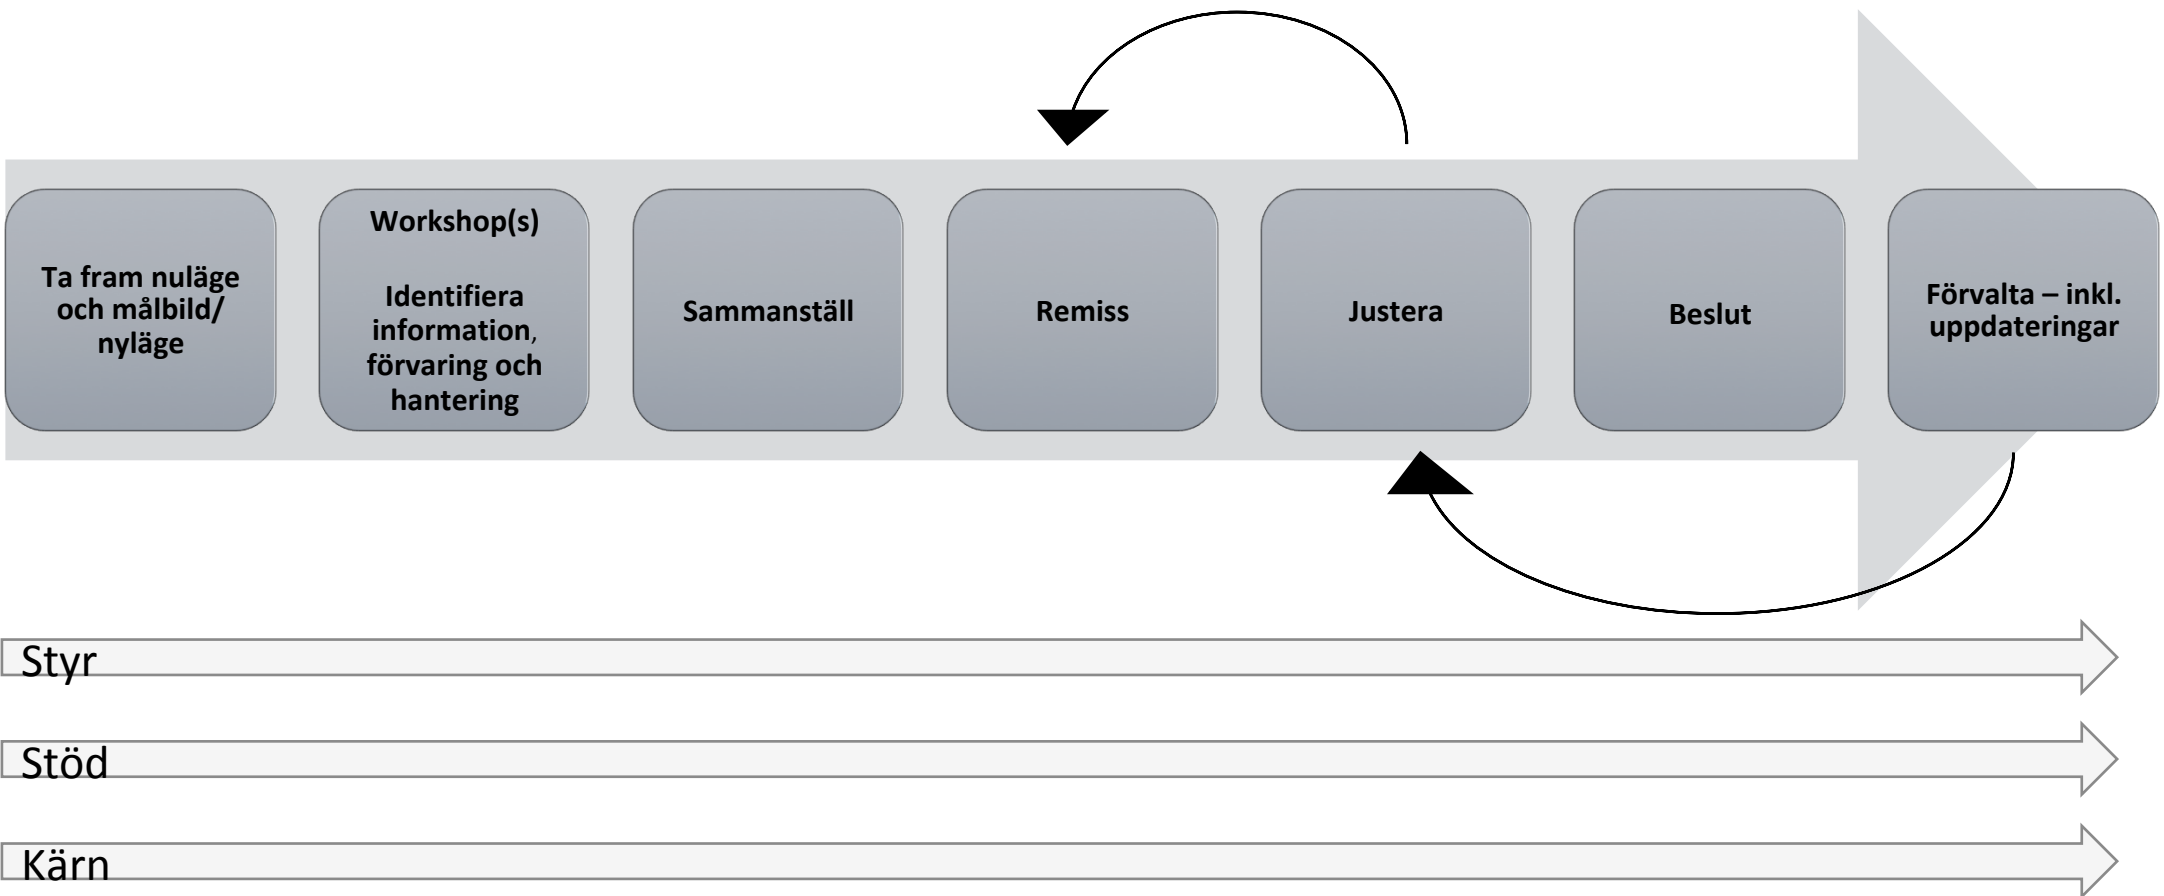 Ta fram nuläge
och målbild/
nyläge
Workshop(s)
Identifiera
information,
förvaring och
hantering
Sammanställ
Remiss
Justera
Beslut
Förvalta – inkl.
uppdateringar
Styr
Stöd
Kärn